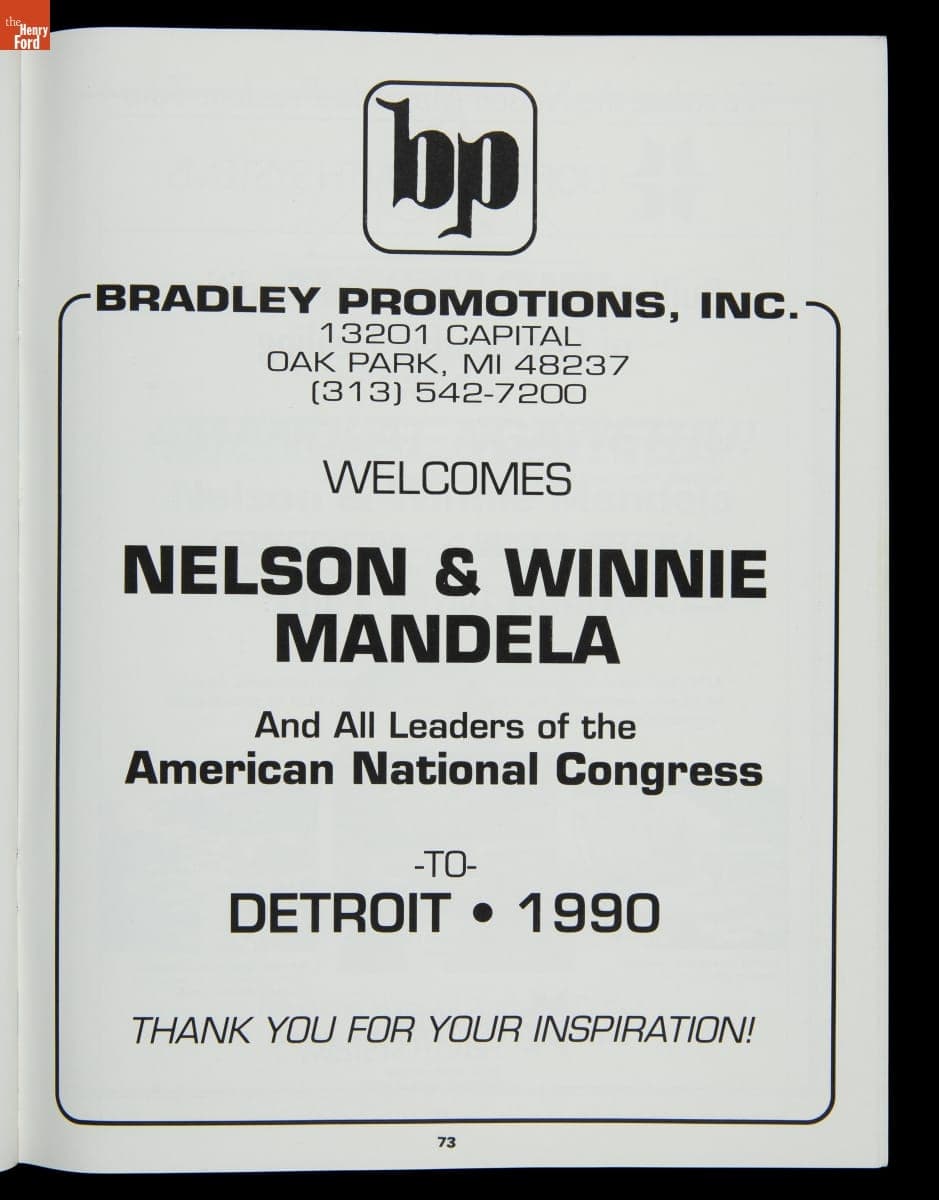 the
Henry
Ford
bp
BRADLEY PROMOTIONS, INC.
13201 CAPITAL
OAK PARK, MI 48237
(313) 542-7200
WELCOMES
NELSON & WINNIE
MANDELA
And All Leaders of the
American National Congress
-TO-
DETROIT • 1990
THANK YOU FOR YOUR INSPIRATION!
73